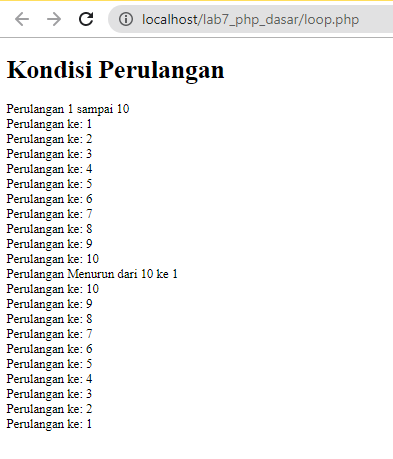 localhost/lab7_php_dasar/loop.php
Kondisi Perulangan
Perulangan 1 sampai 10
Perulangan ke: 1
Perulangan ke: 2
Perulangan ke: 3
Perulangan ke: 4
Perulangan ke: 5
Perulangan ke: 6
Perulangan ke: 7
Perulangan ke: 8
Perulangan ke: 9
Perulangan ke: 10
Perulangan Menurun dari 10 ke 1
Perulangan ke: 10
Perulangan ke: 9
Perulangan ke: 8
Perulangan ke: 7
Perulangan ke: 6
Perulangan ke: 5
Perulangan ke: 4
Perulangan ke: 3
Perulangan ke: 2
Perulangan ke: 1